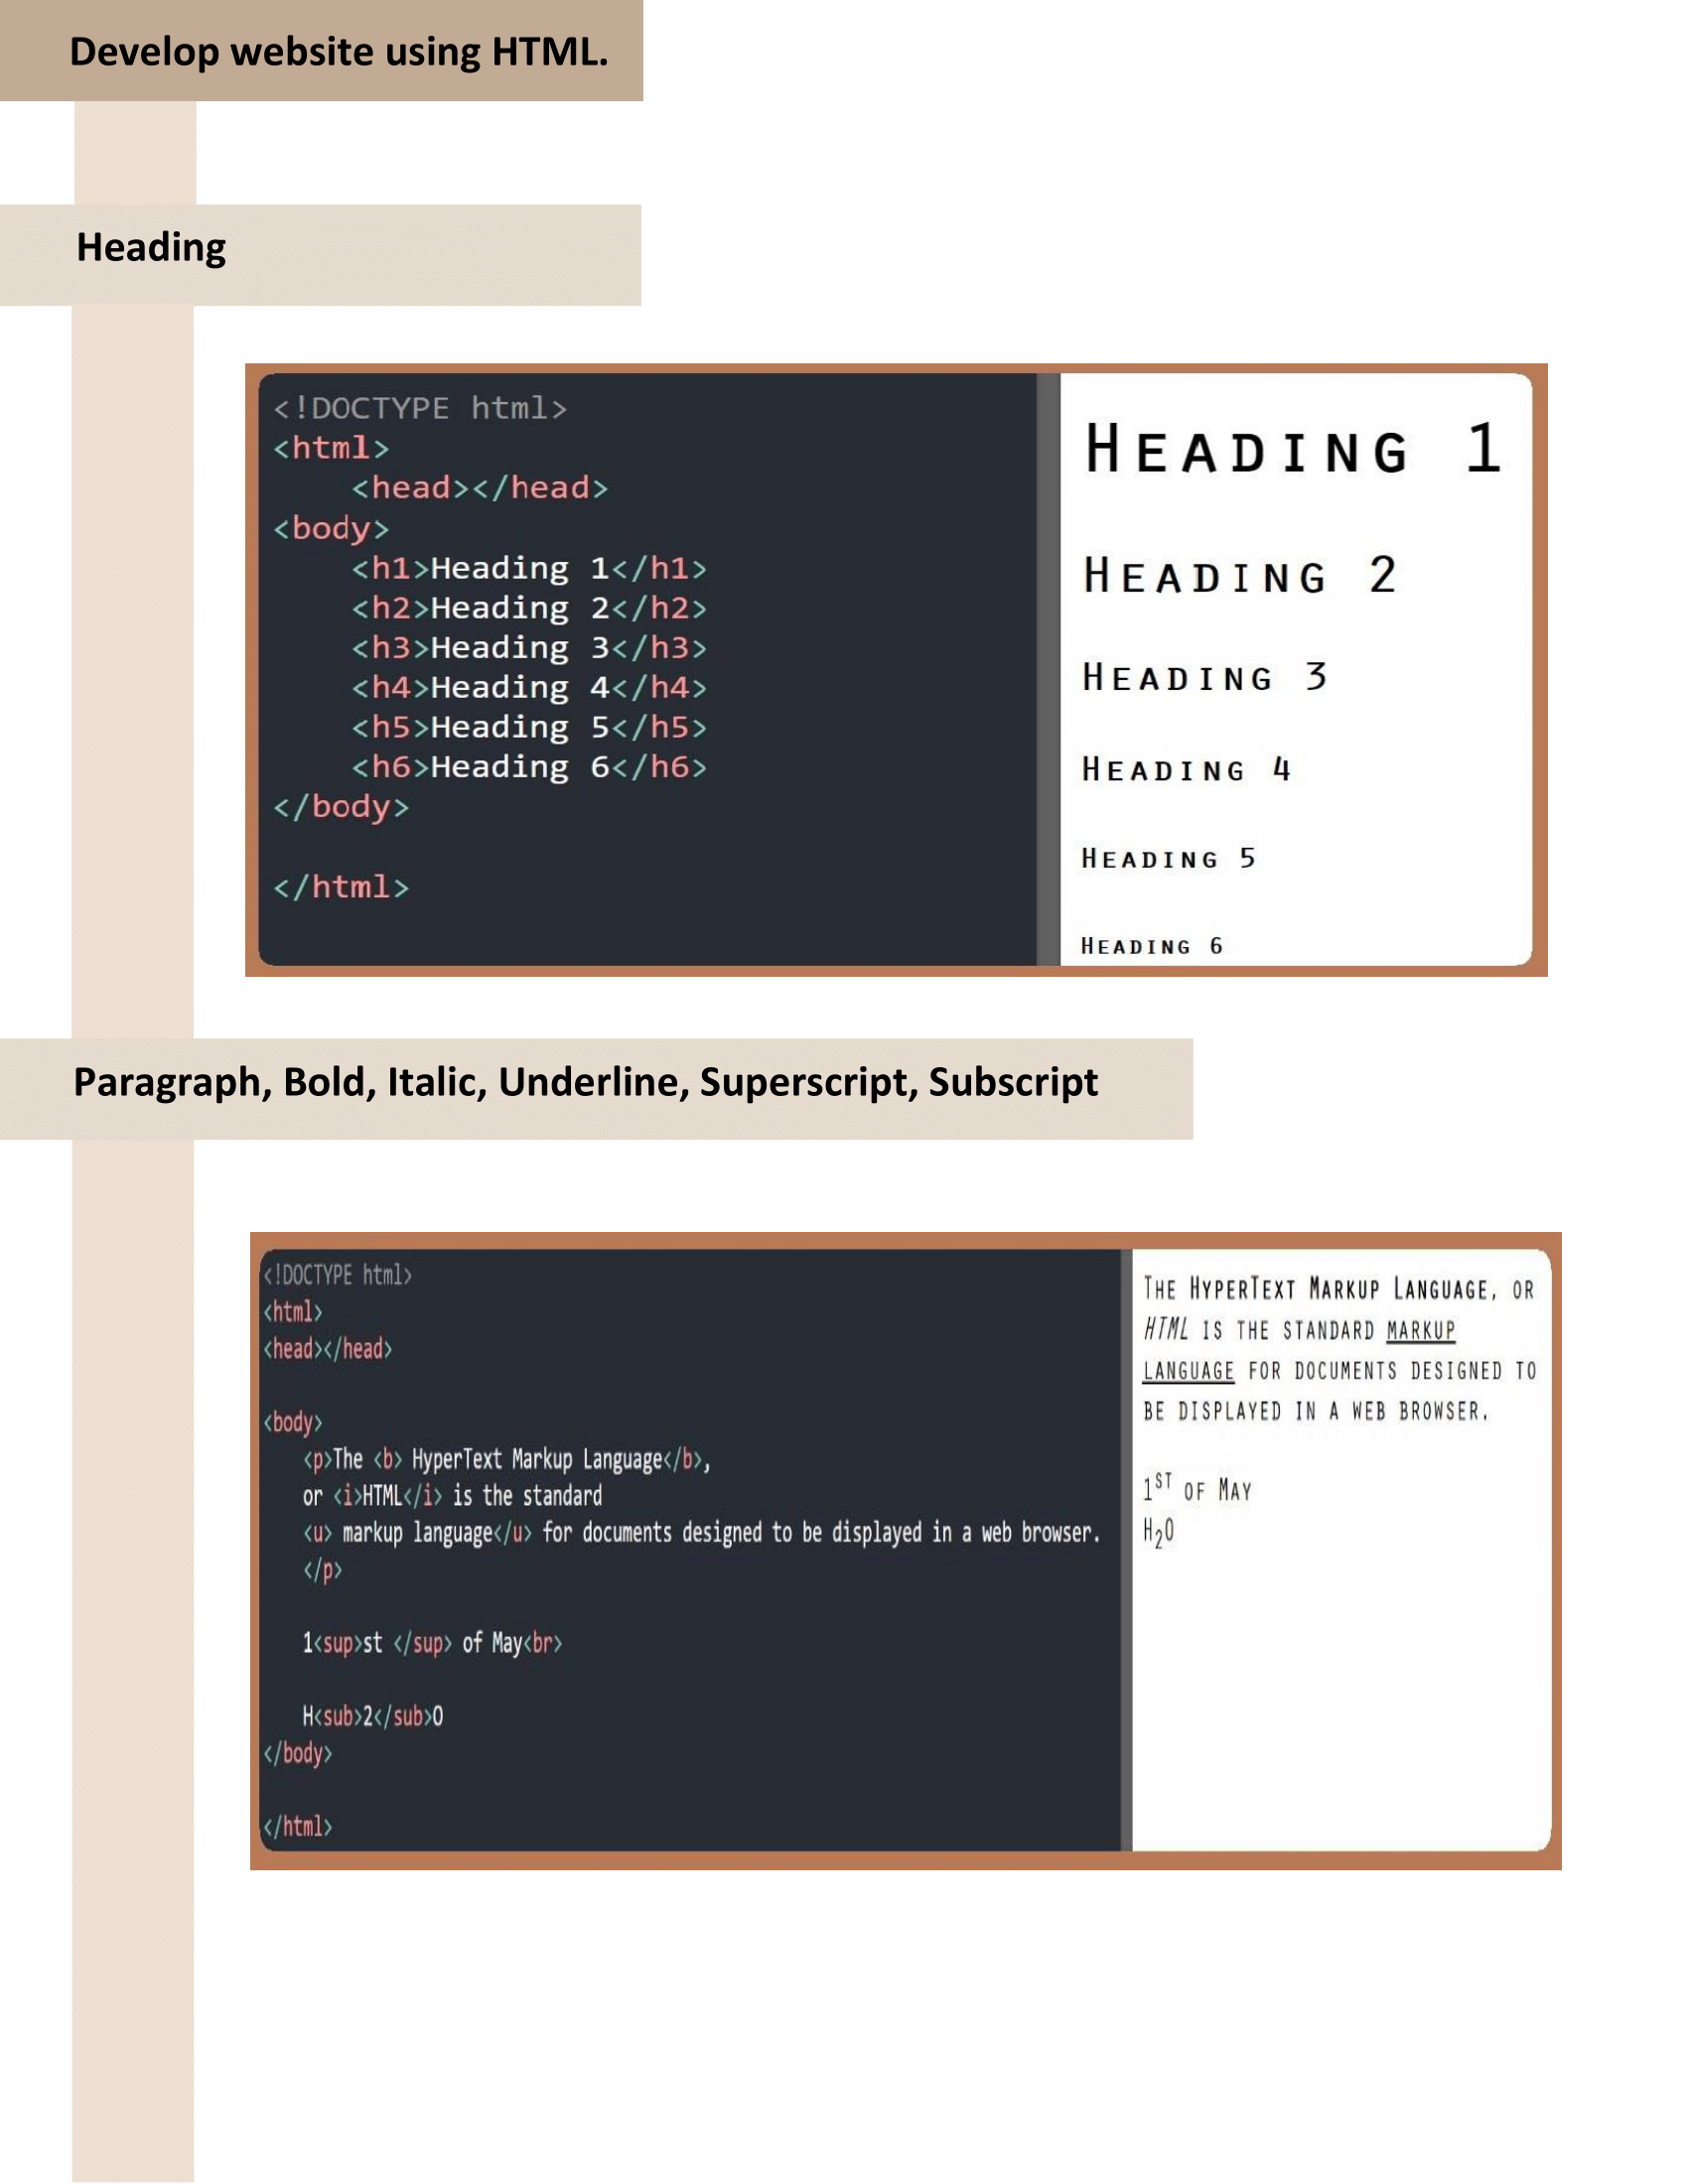 Develop website using HTML.
Heading
<!DOCTYPE html>
<html>
    <head></head>
<body>
    <h1>Heading 1</h1>
    <h2>Heading 2</h2>
    <h3>Heading 3</h3>
    <h4>Heading 4</h4>
    <h5>Heading 5</h5>
    <h6>Heading 6</h6>
</body>
</html>
Heading 1
Heading 2
Heading 3
Heading 4
Heading 5
Heading 6
Paragraph, Bold, Italic, Underline, Superscript, Subscript
<!DOCTYPE html>
<html>
<head></head>
<body>
    <p>The <b> HyperText Markup Language</b>,
    or <i>HTML</i> is the standard
    <u> markup language</u> for documents designed to be displayed in a web browser.
    </p>
    1<sup>st </sup> of May<br>
    H<sub>2</sub>O
</body>
</html>
The HyperText Markup Language, or
HTML is the standard markup
language for documents designed to
be displayed in a web browser.
1st of May
H₂O